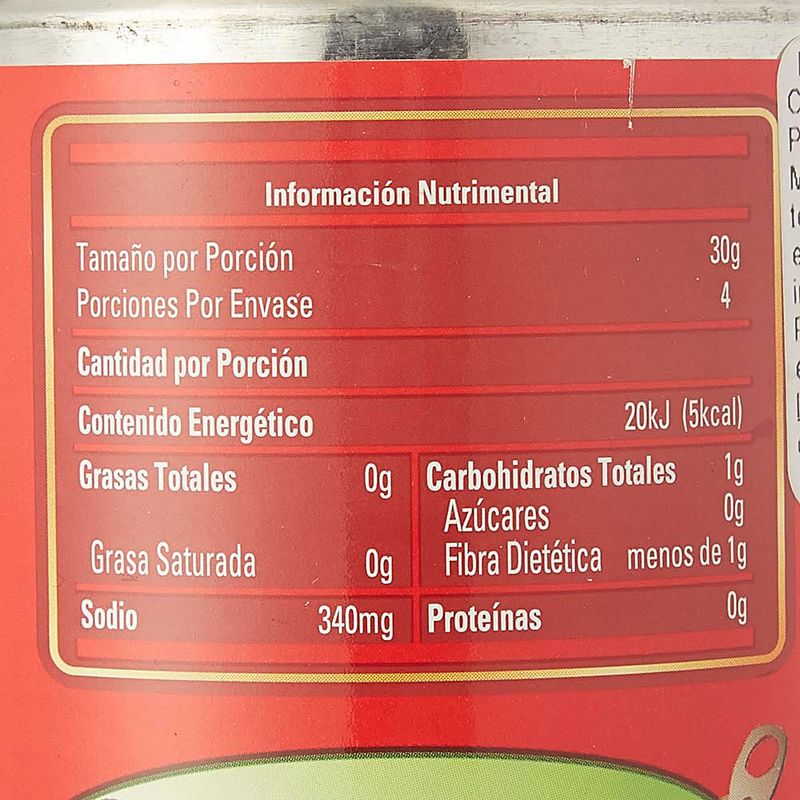 Información Nutrimental
Tamaño por Porción 30g
Porciones Por Envase 4
Cantidad por Porción
Contenido Energético 20kJ (5kcal)
Grasas Totales 0g Carbohidratos Totales 1g
Azúcares 0g
Grasa Saturada 0g Fibra Dietética menos de 1g
Sodio 340mg Proteínas 0g